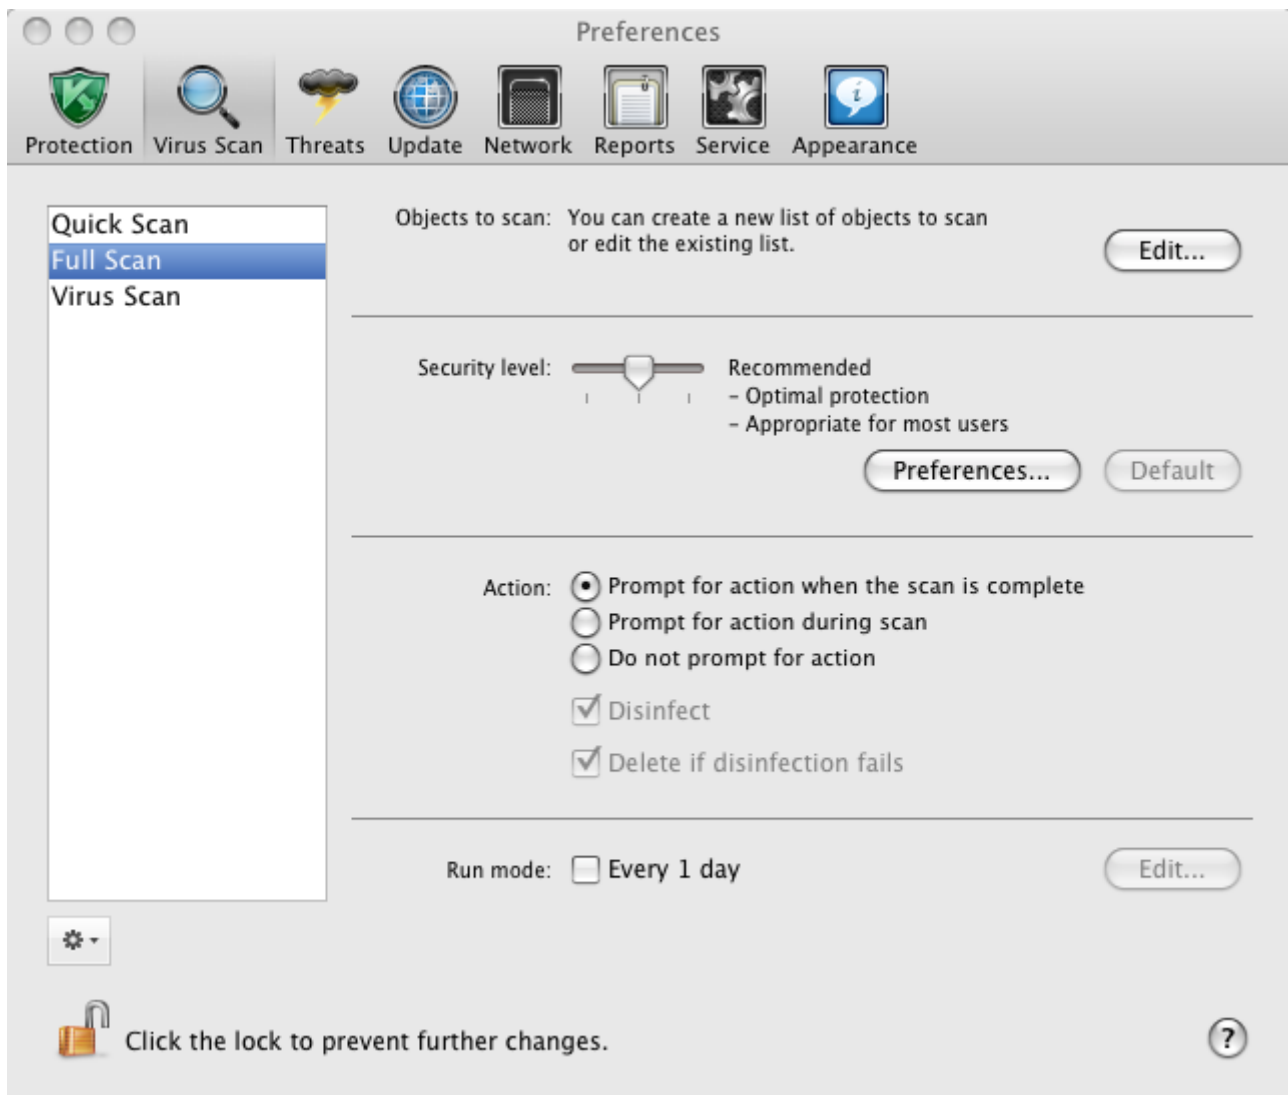 Preferences
Protection Virus Scan Threats Update Network Reports Service Appearance
Quick Scan
Full Scan
Virus Scan
Objects to scan: You can create a new list of objects to scan
or edit the existing list.
Edit...
Security level: Recommended
- Optimal protection
- Appropriate for most users
Preferences... Default
Action: Prompt for action when the scan is complete
Prompt for action during scan
Do not prompt for action
Disinfect
Delete if disinfection fails
Run mode: Every 1 day Edit...
Click the lock to prevent further changes. ?